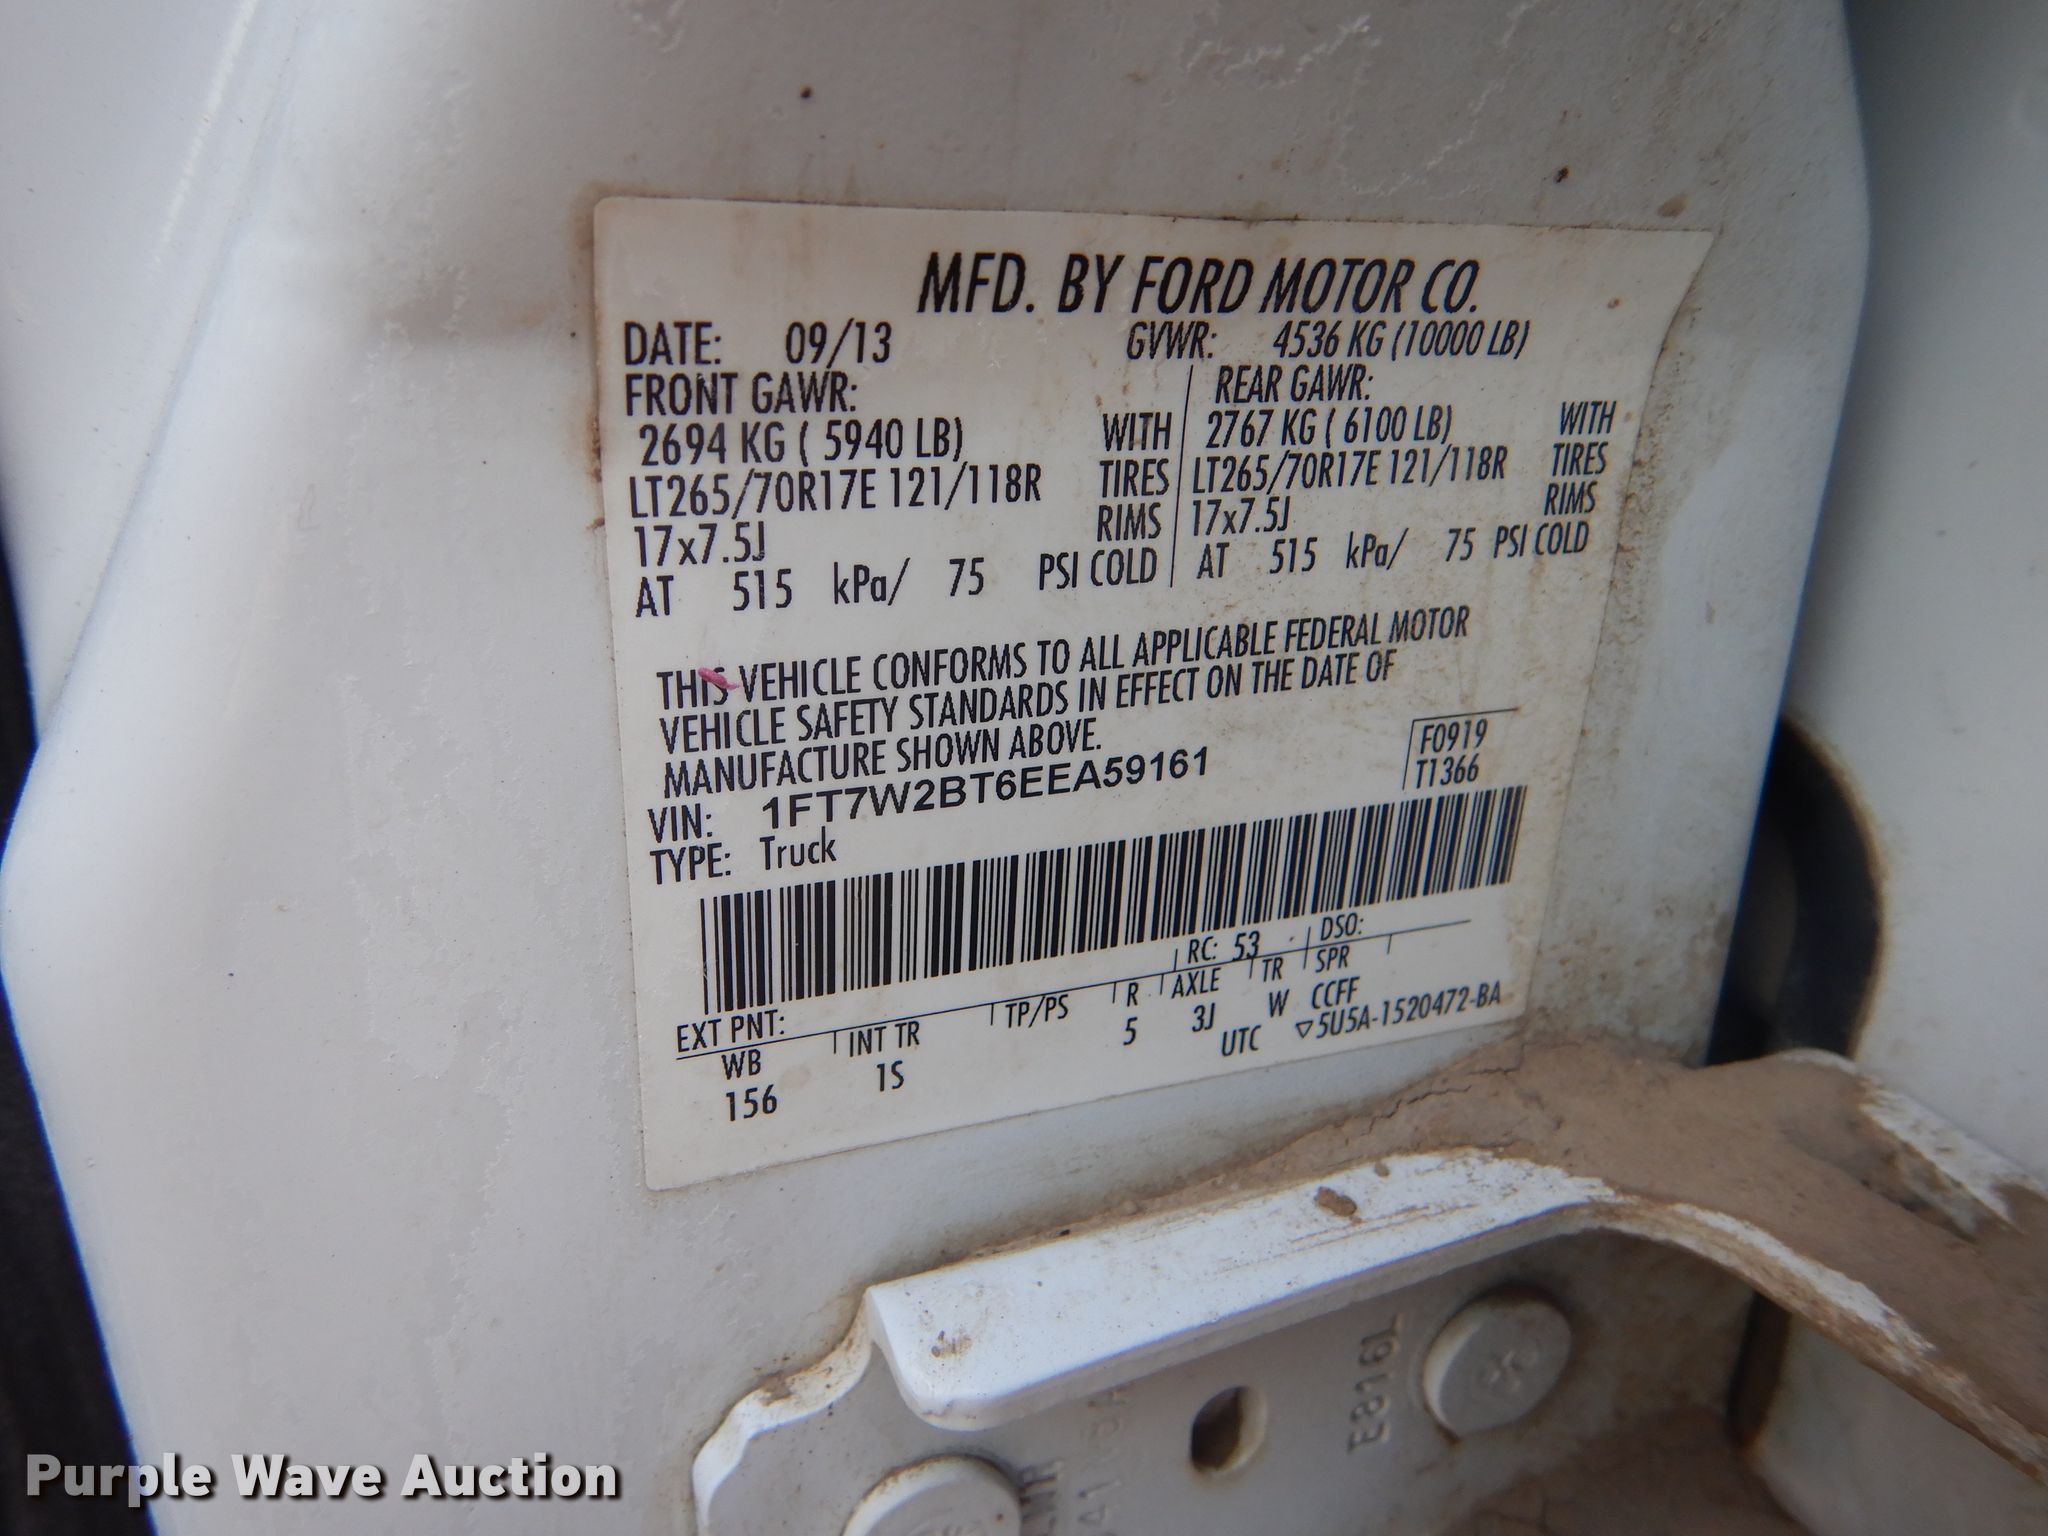 MFD. BY FORD MOTOR CO.
DATE: 09/13 GVWR: 4536 KG (10000 LB)
FRONT GAWR: REAR GAWR:
2694 KG ( 5940 LB) WITH 2767 KG ( 6100 LB) WITH
LT265/70R17E 121/118R TIRES LT265/70R17E 121/118R TIRES
17x7.5J RIMS 17x7.5J RIMS
AT 515 kPa/ 75 PSI COLD AT 515 kPa/ 75 PSI COLD
THIS VEHICLE CONFORMS TO ALL APPLICABLE FEDERAL MOTOR
VEHICLE SAFETY STANDARDS IN EFFECT ON THE DATE OF
MANUFACTURE SHOWN ABOVE.
F0919
T1366
VIN: 1FT7W2BT6EEA59161
TYPE: Truck
EXT PNT: RC: 53 DSO:
WB INT TR TP/PS R AXLE TR SPR
156 1S 5 3J W CCFF
UTC ▽5U5A-1520472-BA
E816L
Purple Wave Auction